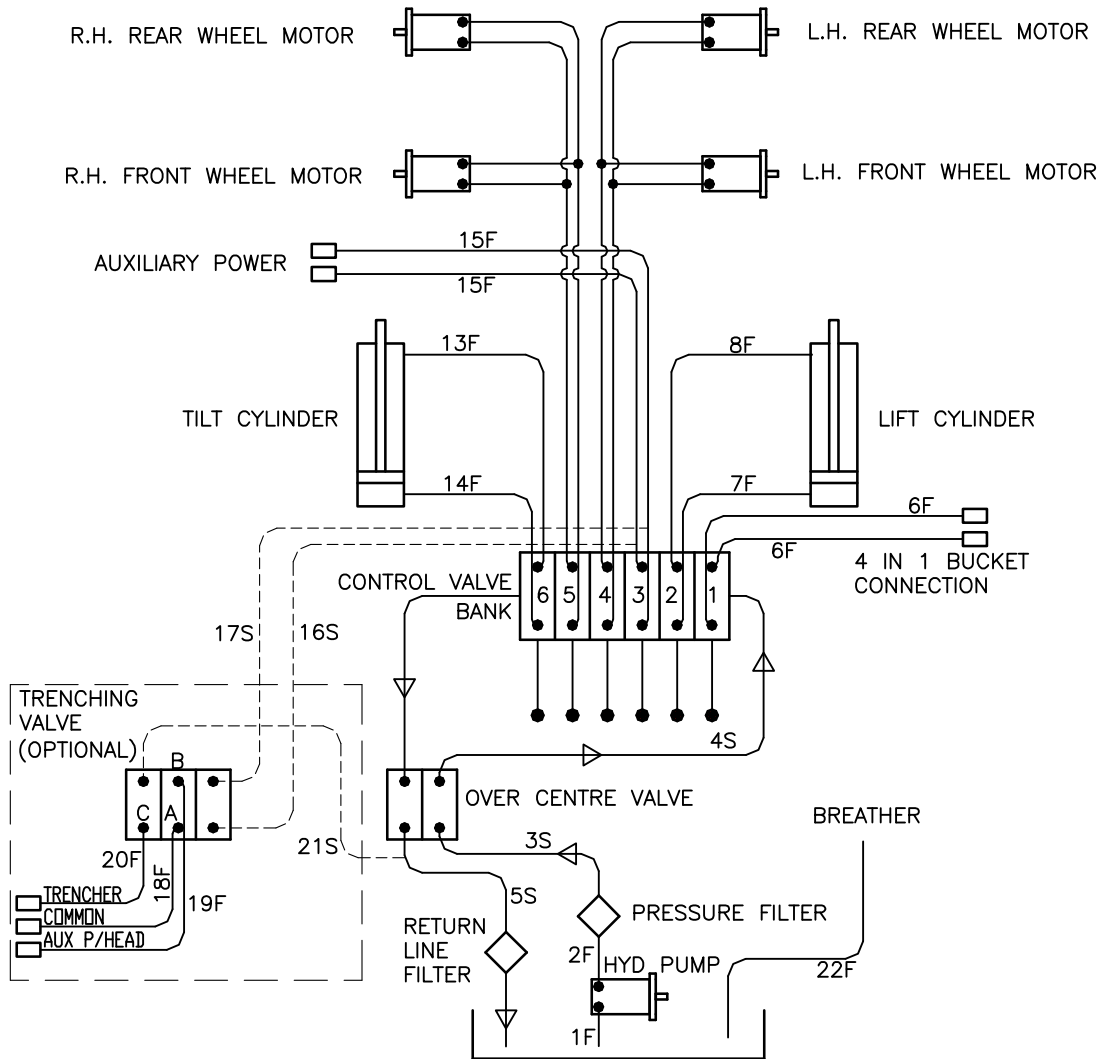 R.H. REAR WHEEL MOTOR
L.H. REAR WHEEL MOTOR
R.H. FRONT WHEEL MOTOR
L.H. FRONT WHEEL MOTOR
15F
AUXILIARY POWER
15F
13F
8F
TILT CYLINDER
LIFT CYLINDER
14F
7F
6F
6F
4 IN 1 BUCKET
CONNECTION
CONTROL VALVE
BANK
6 5 4 3 2 1
17S
16S
TRENCHING
VALVE
(OPTIONAL)
4S
B
C A
OVER CENTRE VALVE
BREATHER
21S
3S
20F
18F
19F
5S
TRENCHER
COMMON
AUX P/HEAD
RETURN
LINE
FILTER
PRESSURE FILTER
2F
HYD PUMP
22F
1F